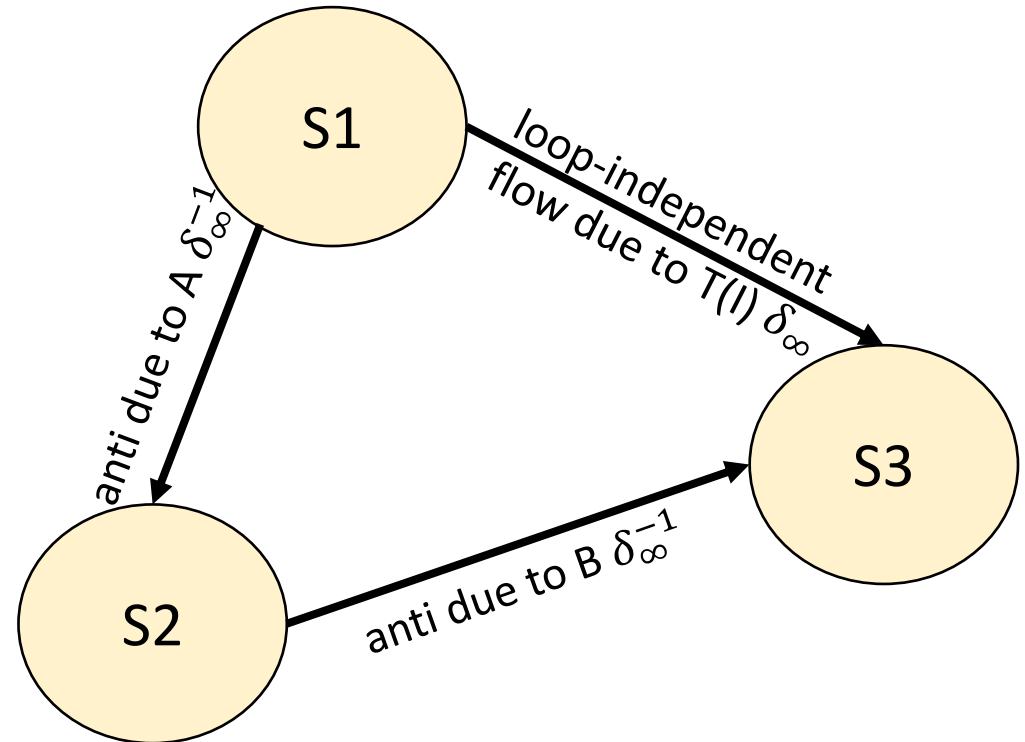 S1
loop-independent
flow due to T(I) δ∞
anti due to A δ∞⁻¹
S3
anti due to B δ∞⁻¹
S2